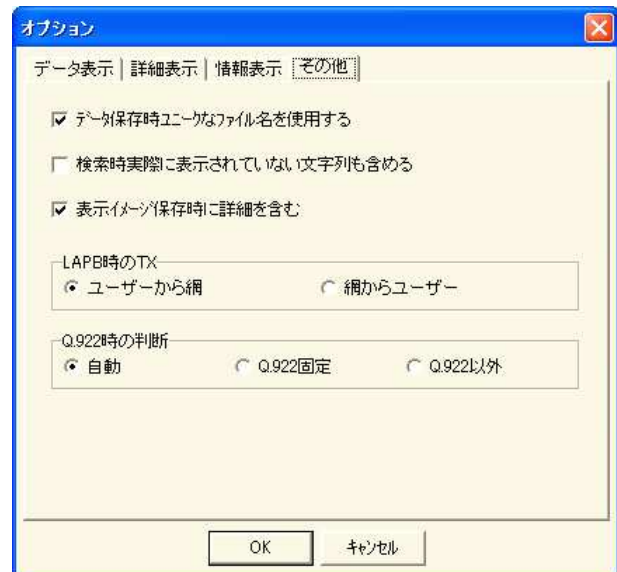 オプション
データ表示 詳細表示 情報表示 その他
データ保存時ユニークなファイル名を使用する
検索時実際に表示されていない文字列も含める
表示イメージ保存時に詳細を含む
LAPB時のTX
ユーザーから網 網からユーザー
Q.922時の判断
自動 Q.922固定 Q.922以外
OK キャンセル